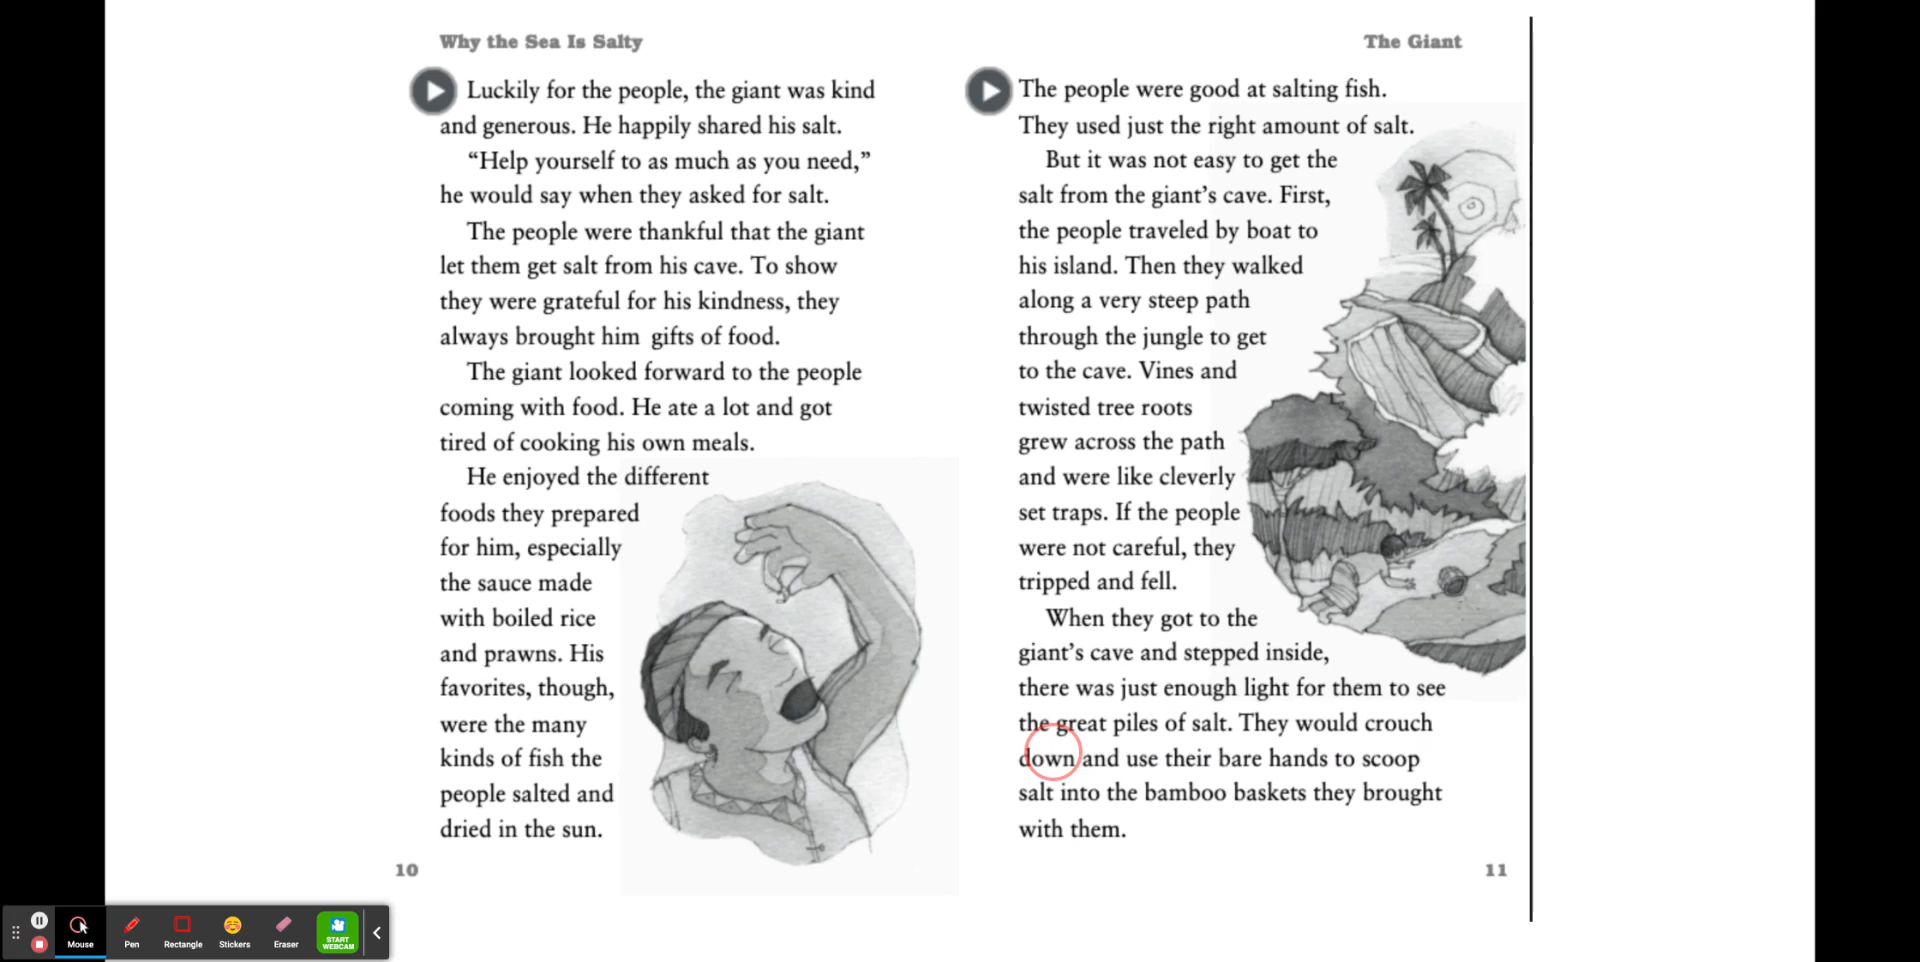 Why the Sea Is Salty
Luckily for the people, the giant was kind
and generous. He happily shared his salt.
“Help yourself to as much as you need,”
he would say when they asked for salt.
The people were thankful that the giant
let them get salt from his cave. To show
they were grateful for his kindness, they
always brought him gifts of food.
The giant looked forward to the people
coming with food. He ate a lot and got
tired of cooking his own meals.
He enjoyed the different
foods they prepared
for him, especially
the sauce made
with boiled rice
and prawns. His
favorites, though,
were the many
kinds of fish the
people salted and
dried in the sun.
10
The Giant
The people were good at salting fish.
They used just the right amount of salt.
But it was not easy to get the
salt from the giant’s cave. First,
the people traveled by boat to
his island. Then they walked
along a very steep path
through the jungle to get
to the cave. Vines and
twisted tree roots
grew across the path
and were like cleverly
set traps. If the people
were not careful, they
tripped and fell.
When they got to the
giant’s cave and stepped inside,
there was just enough light for them to see
the great piles of salt. They would crouch
down and use their bare hands to scoop
salt into the bamboo baskets they brought
with them.
11
Mouse
Pen
Rectangle
Stickers
Eraser
START
WEBCAM